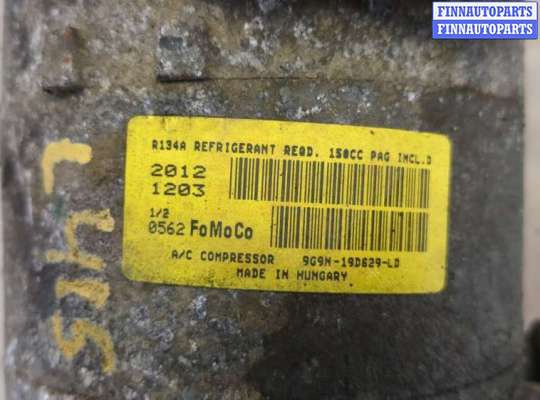 FINNAUTOPARTS
FINNAUTOPARTS
R134A REFRIGERANT REQD. 150CC PAG INCL.D
2012
1203
1/2
0562 FoMoCo
A/C COMPRESSOR 9G9N-19D629-LD
MADE IN HUNGARY